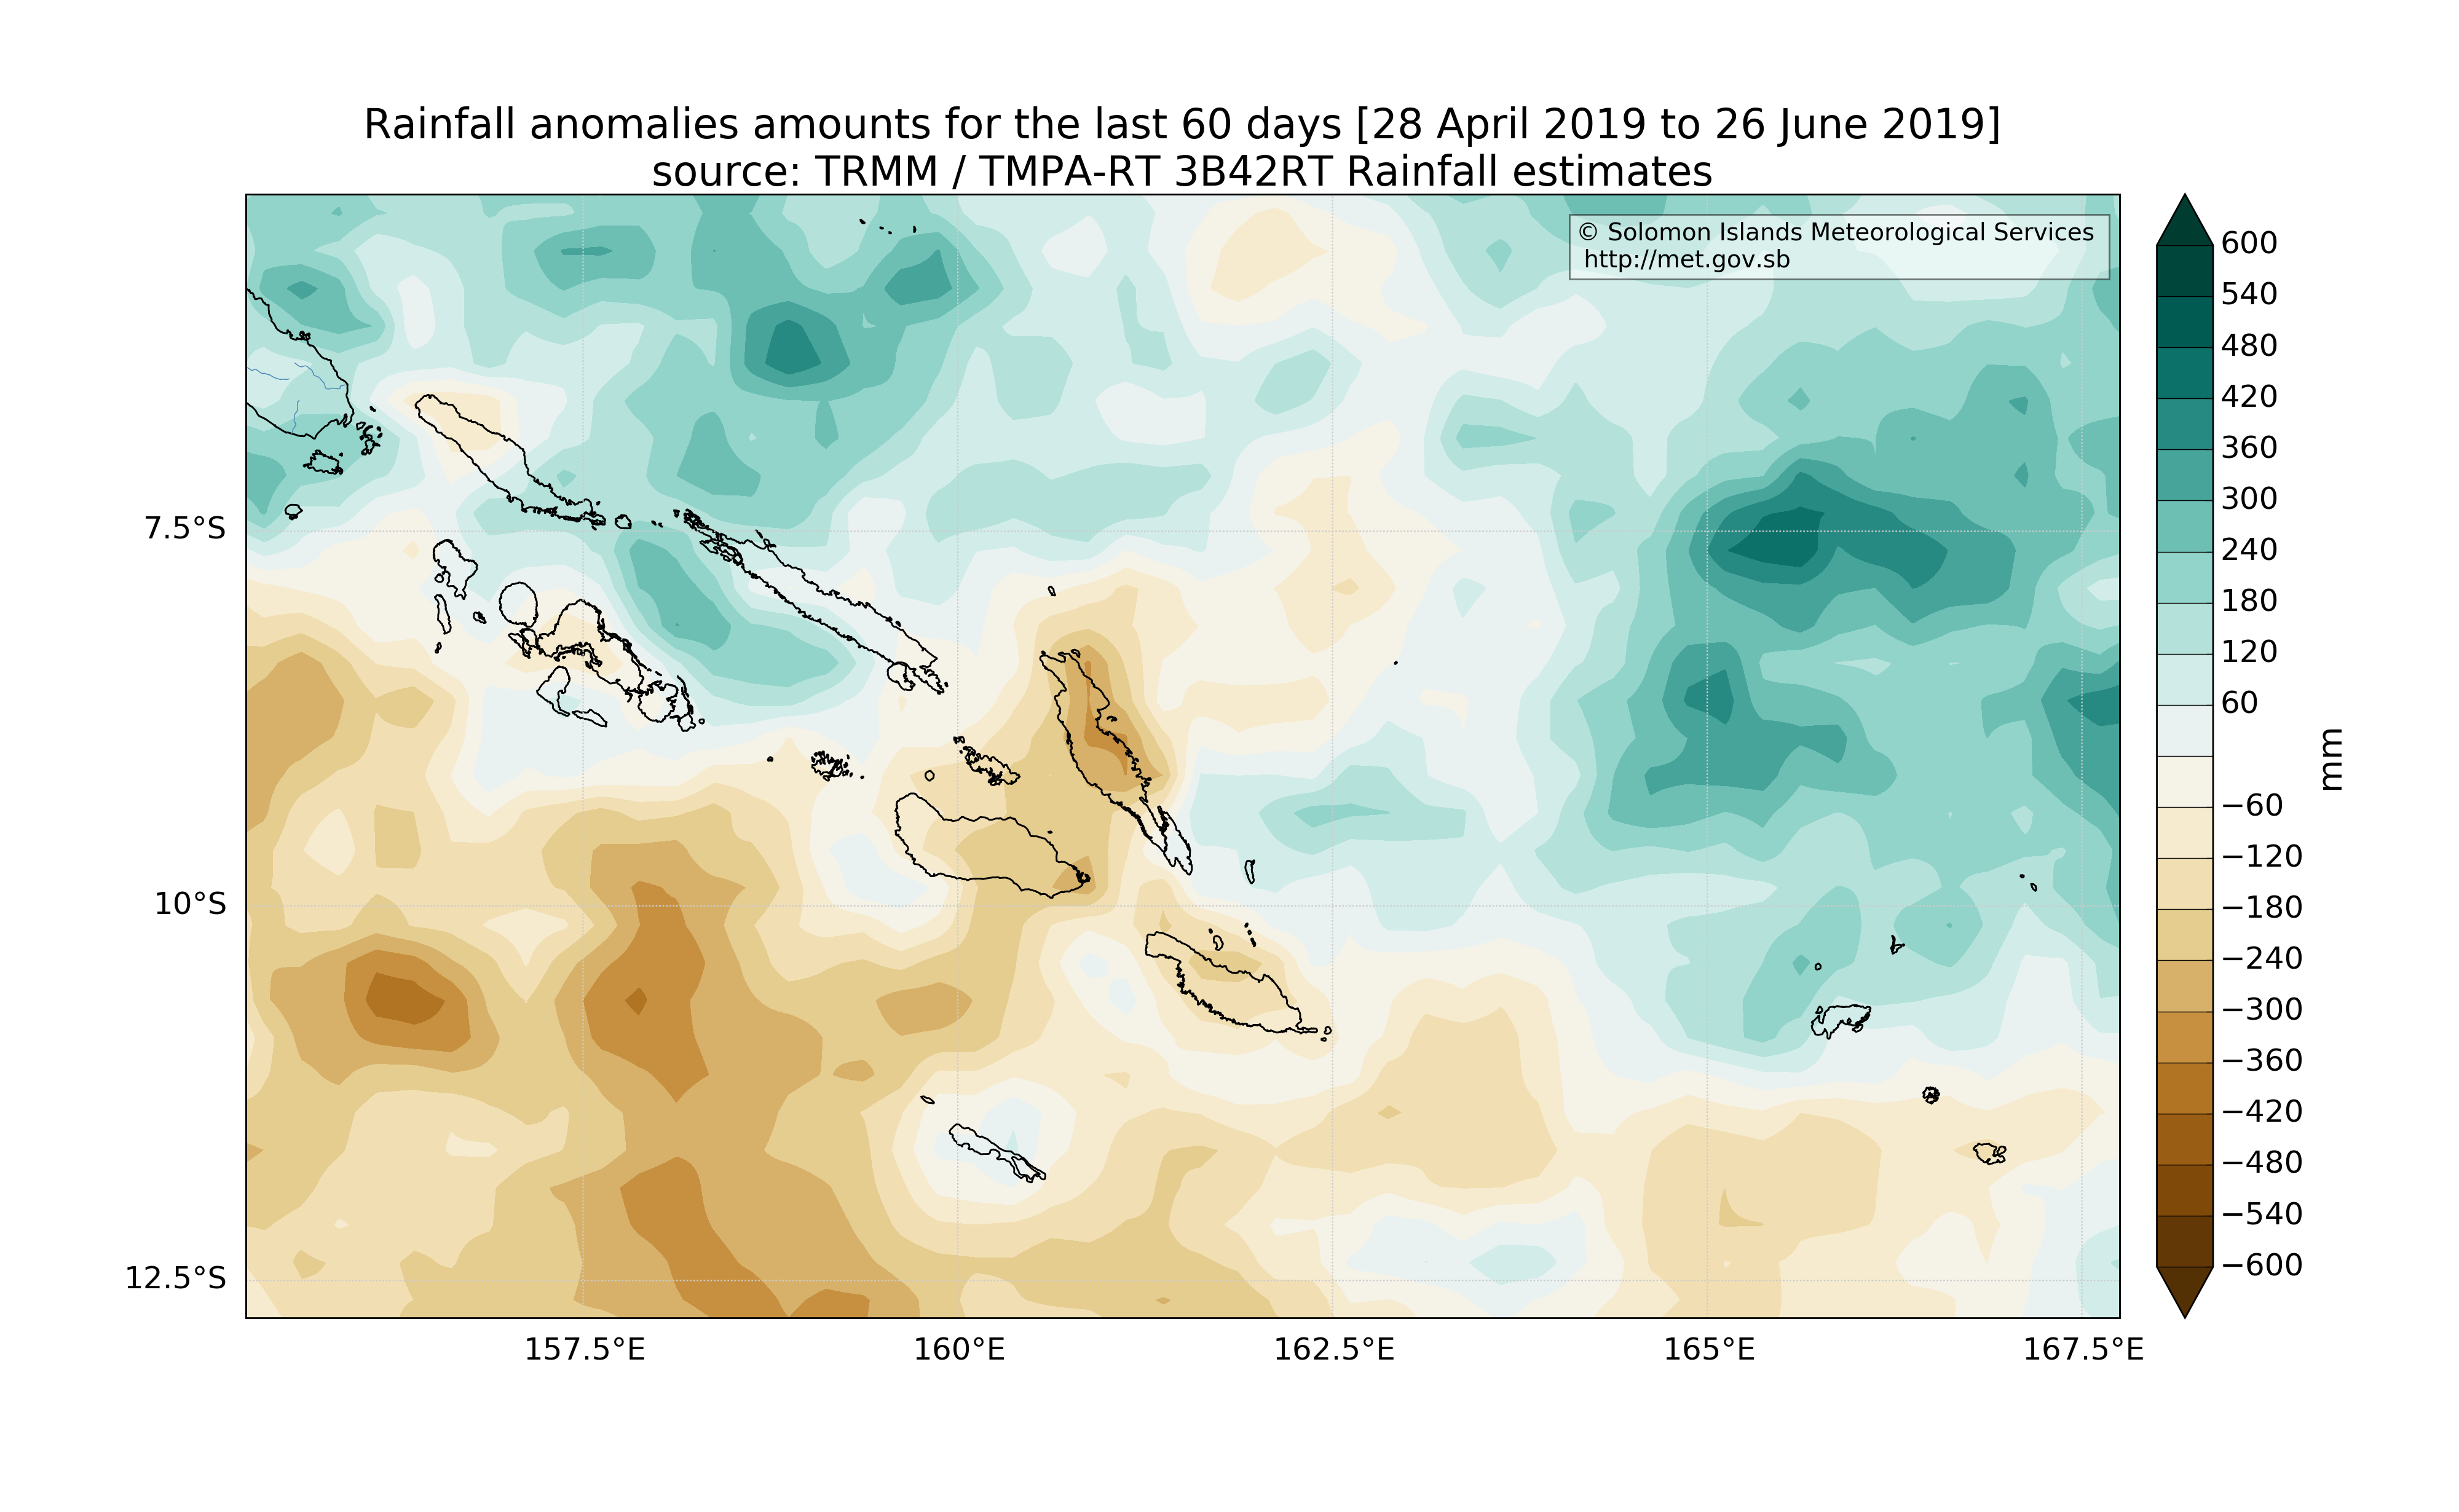 Rainfall anomalies amounts for the last 60 days [28 April 2019 to 26 June 2019]
source: TRMM / TMPA-RT 3B42RT Rainfall estimates
© Solomon Islands Meteorological Services
http://met.gov.sb
7.5°S
10°S
12.5°S
157.5°E
160°E
162.5°E
165°E
167.5°E
600
540
480
420
360
300
240
180
120
60
−60
−120
−180
−240
−300
−360
−420
−480
−540
−600
mm